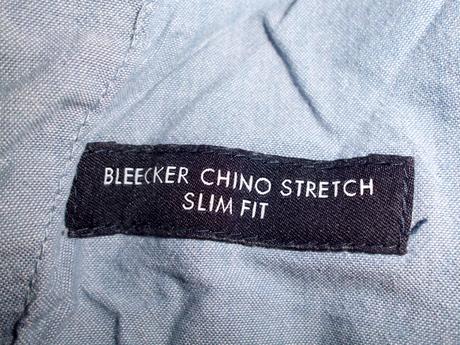 BLEECKER CHINO STRETCH
SLIM FIT